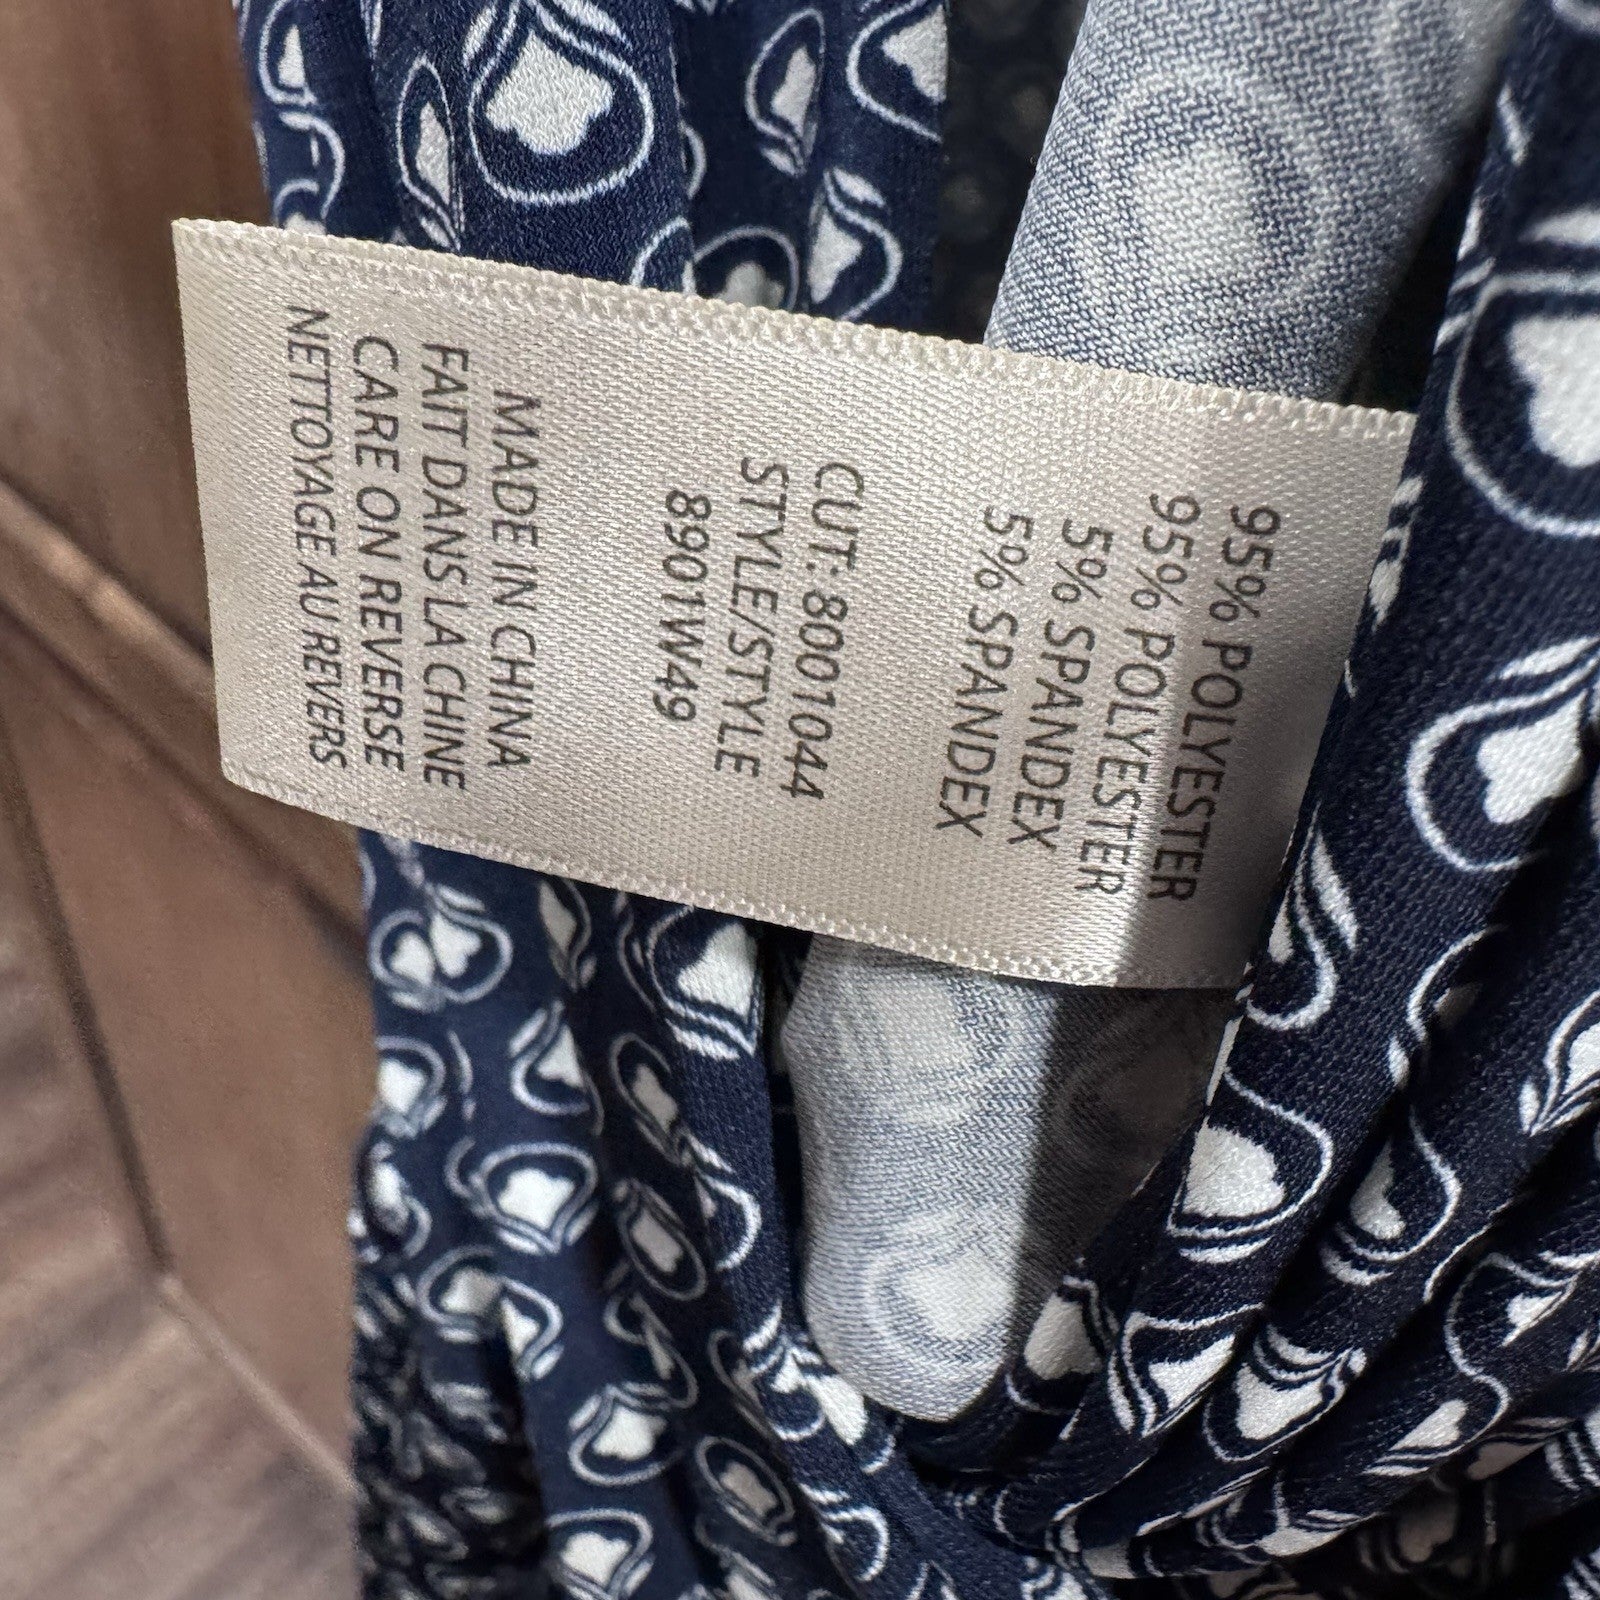 95% POLYESTER
95% POLYESTER
5% SPANDEX
5% SPANDEX
CUT: 8001044
STYLE/STYLE
8901W49
MADE IN CHINA
FAIT DANS LA CHINE
CARE ON REVERSE
NETTOYAGE AU REVERS